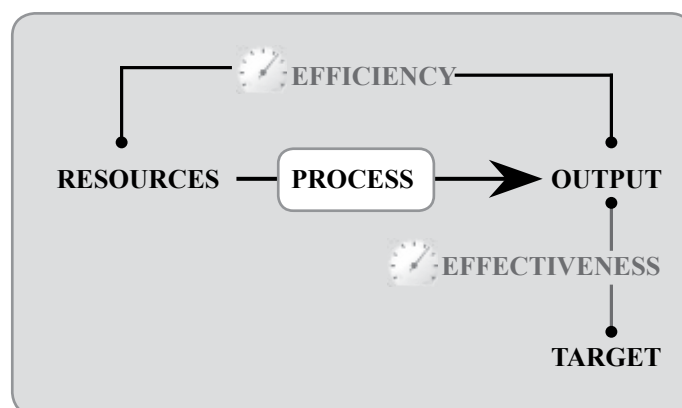 EFFICIENCY
RESOURCES PROCESS OUTPUT
EFFECTIVENESS
TARGET